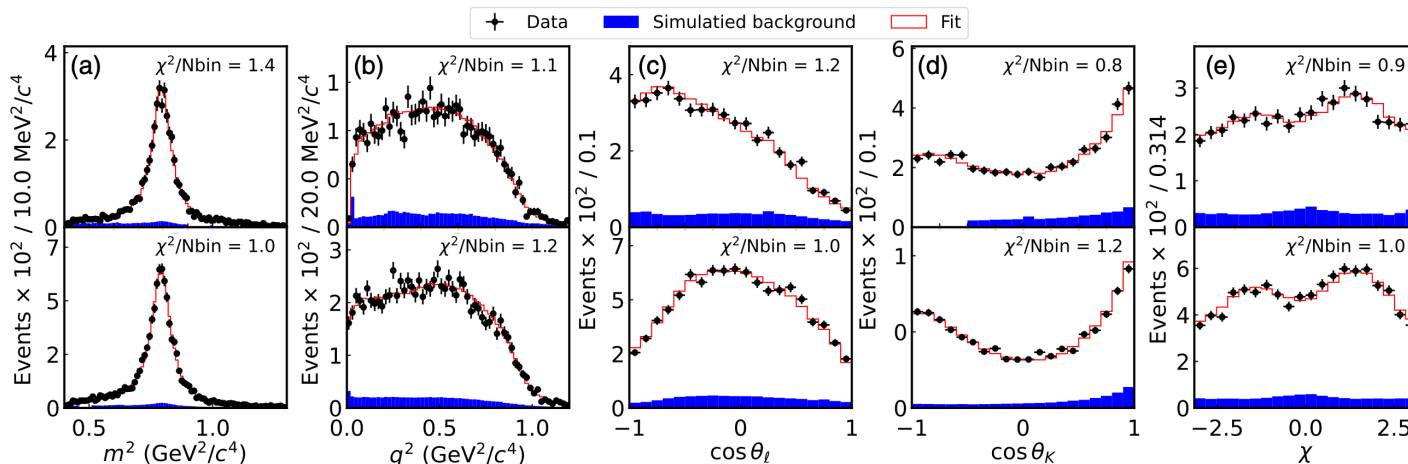 Data Simulatied background Fit
(a) χ²/Nbin = 1.4
(b) χ²/Nbin = 1.1
(c) χ²/Nbin = 1.2
(d) χ²/Nbin = 0.8
(e) χ²/Nbin = 0.9
χ²/Nbin = 1.0
χ²/Nbin = 1.2
χ²/Nbin = 1.0
χ²/Nbin = 1.2
χ²/Nbin = 1.0
Events × 10² / 10.0 MeV²/c⁴
4
2
0
7
5
2
0
0.5 1.0
m² (GeV²/c⁴)
Events × 10² / 20.0 MeV²/c⁴
1
1
0
0
3
2
2
1
1
0
0.0 0.5 1.0
q² (GeV²/c⁴)
Events × 10² / 0.1
4
2
0
7
5
2
0
−1 0 1
cos θℓ
Events × 10² / 0.1
6
4
2
0
1
0
0
−1 0 1
cos θK
Events × 10² / 0.314
3
2
0
6
4
2
0
−2.5 0.0 2.5
χ